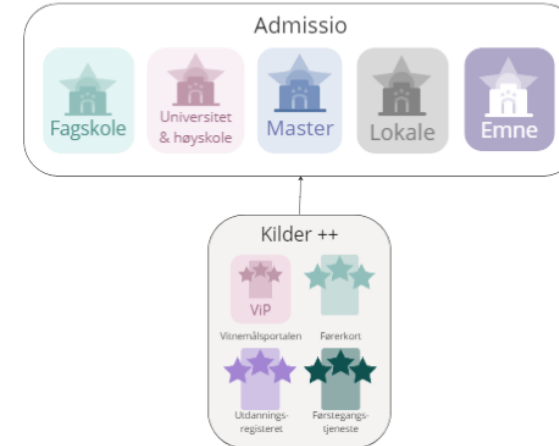 Admissio
Fagskole
Universitet
& høyskole
Master
Lokale
Emne
Kilder ++
ViP
Vitnemålsportalen
Førerkort
Utdannings-
registeret
Førstegangs-
tjeneste